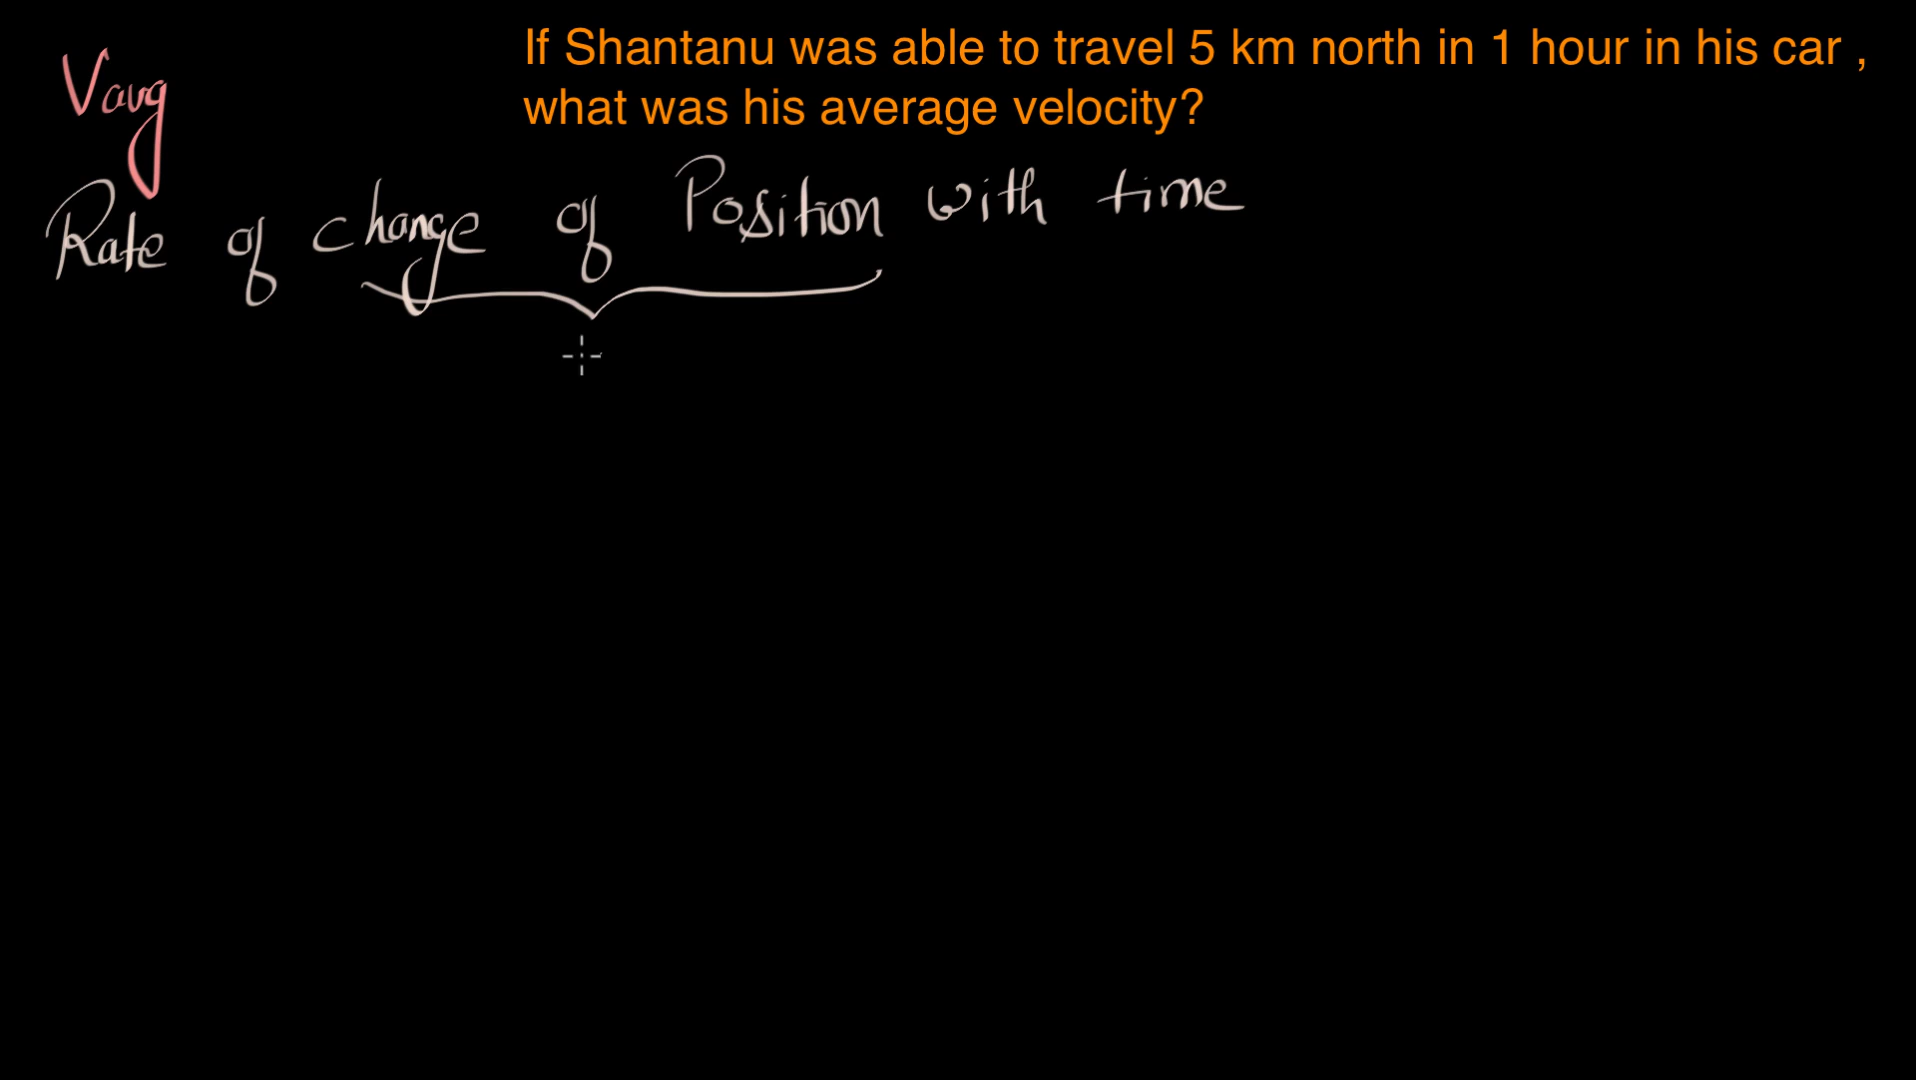 If Shantanu was able to travel 5 km north in 1 hour in his car ,
what was his average velocity?
Vavg
Rate of change of Position with time